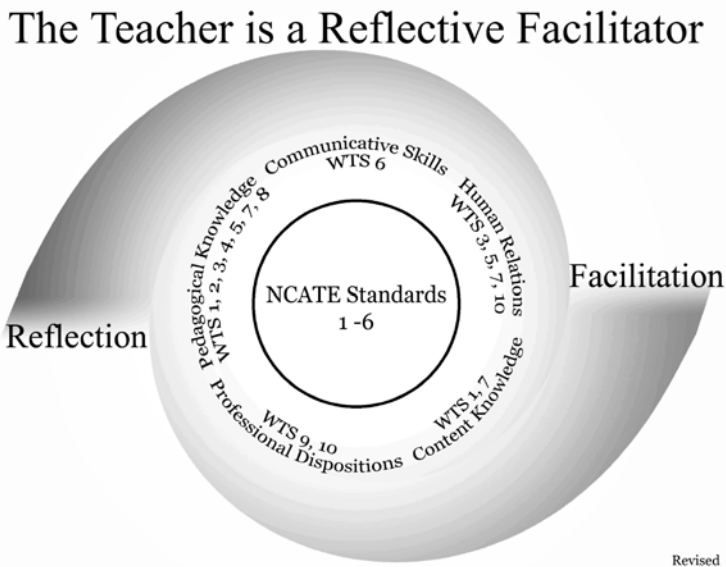 The Teacher is a Reflective Facilitator
Communicative Skills
WTS 6
Human Relations
WTS 3, 5, 7, 10
Pedagogical Knowledge
WTS 1, 2, 3, 4, 5, 7, 8
NCATE Standards
1 -6
Facilitation
Reflection
WTS 1, 7
Content Knowledge
WTS 9, 10
Professional Dispositions
Revised